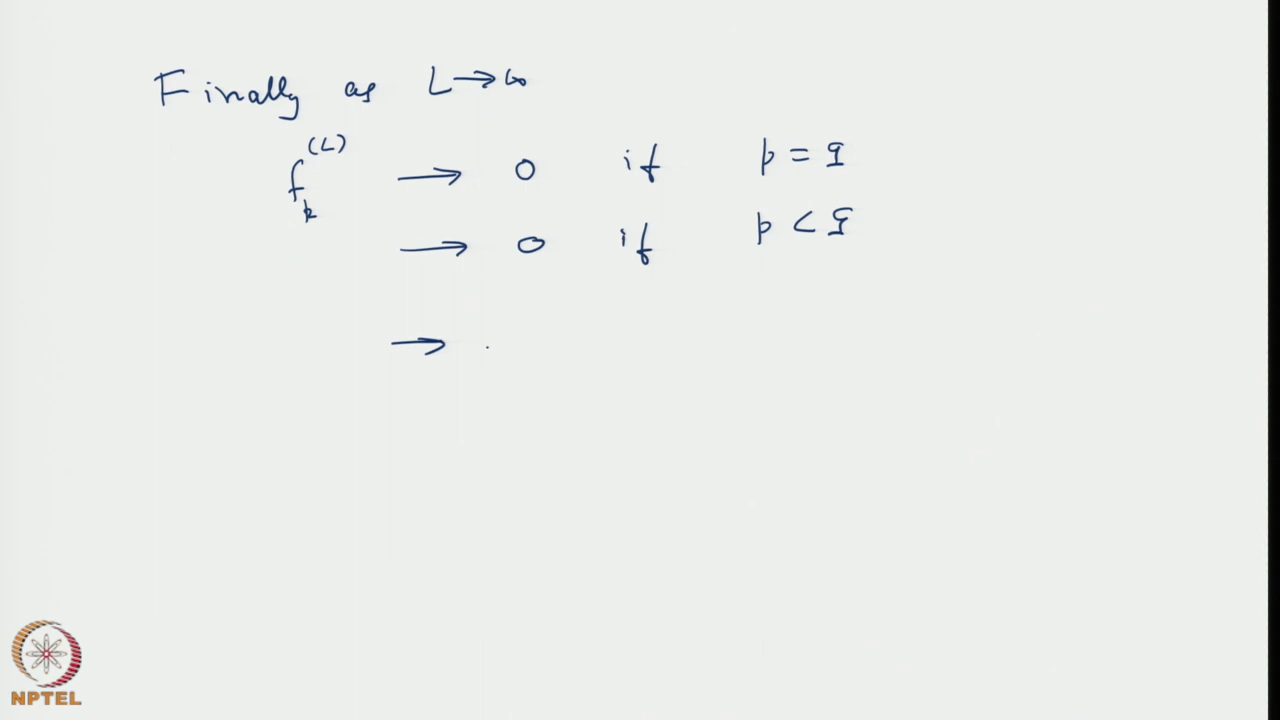 Finally as L→∞
f_k^{(L)} → 0 if p = q
→ 0 if p < q
→
NPTEL